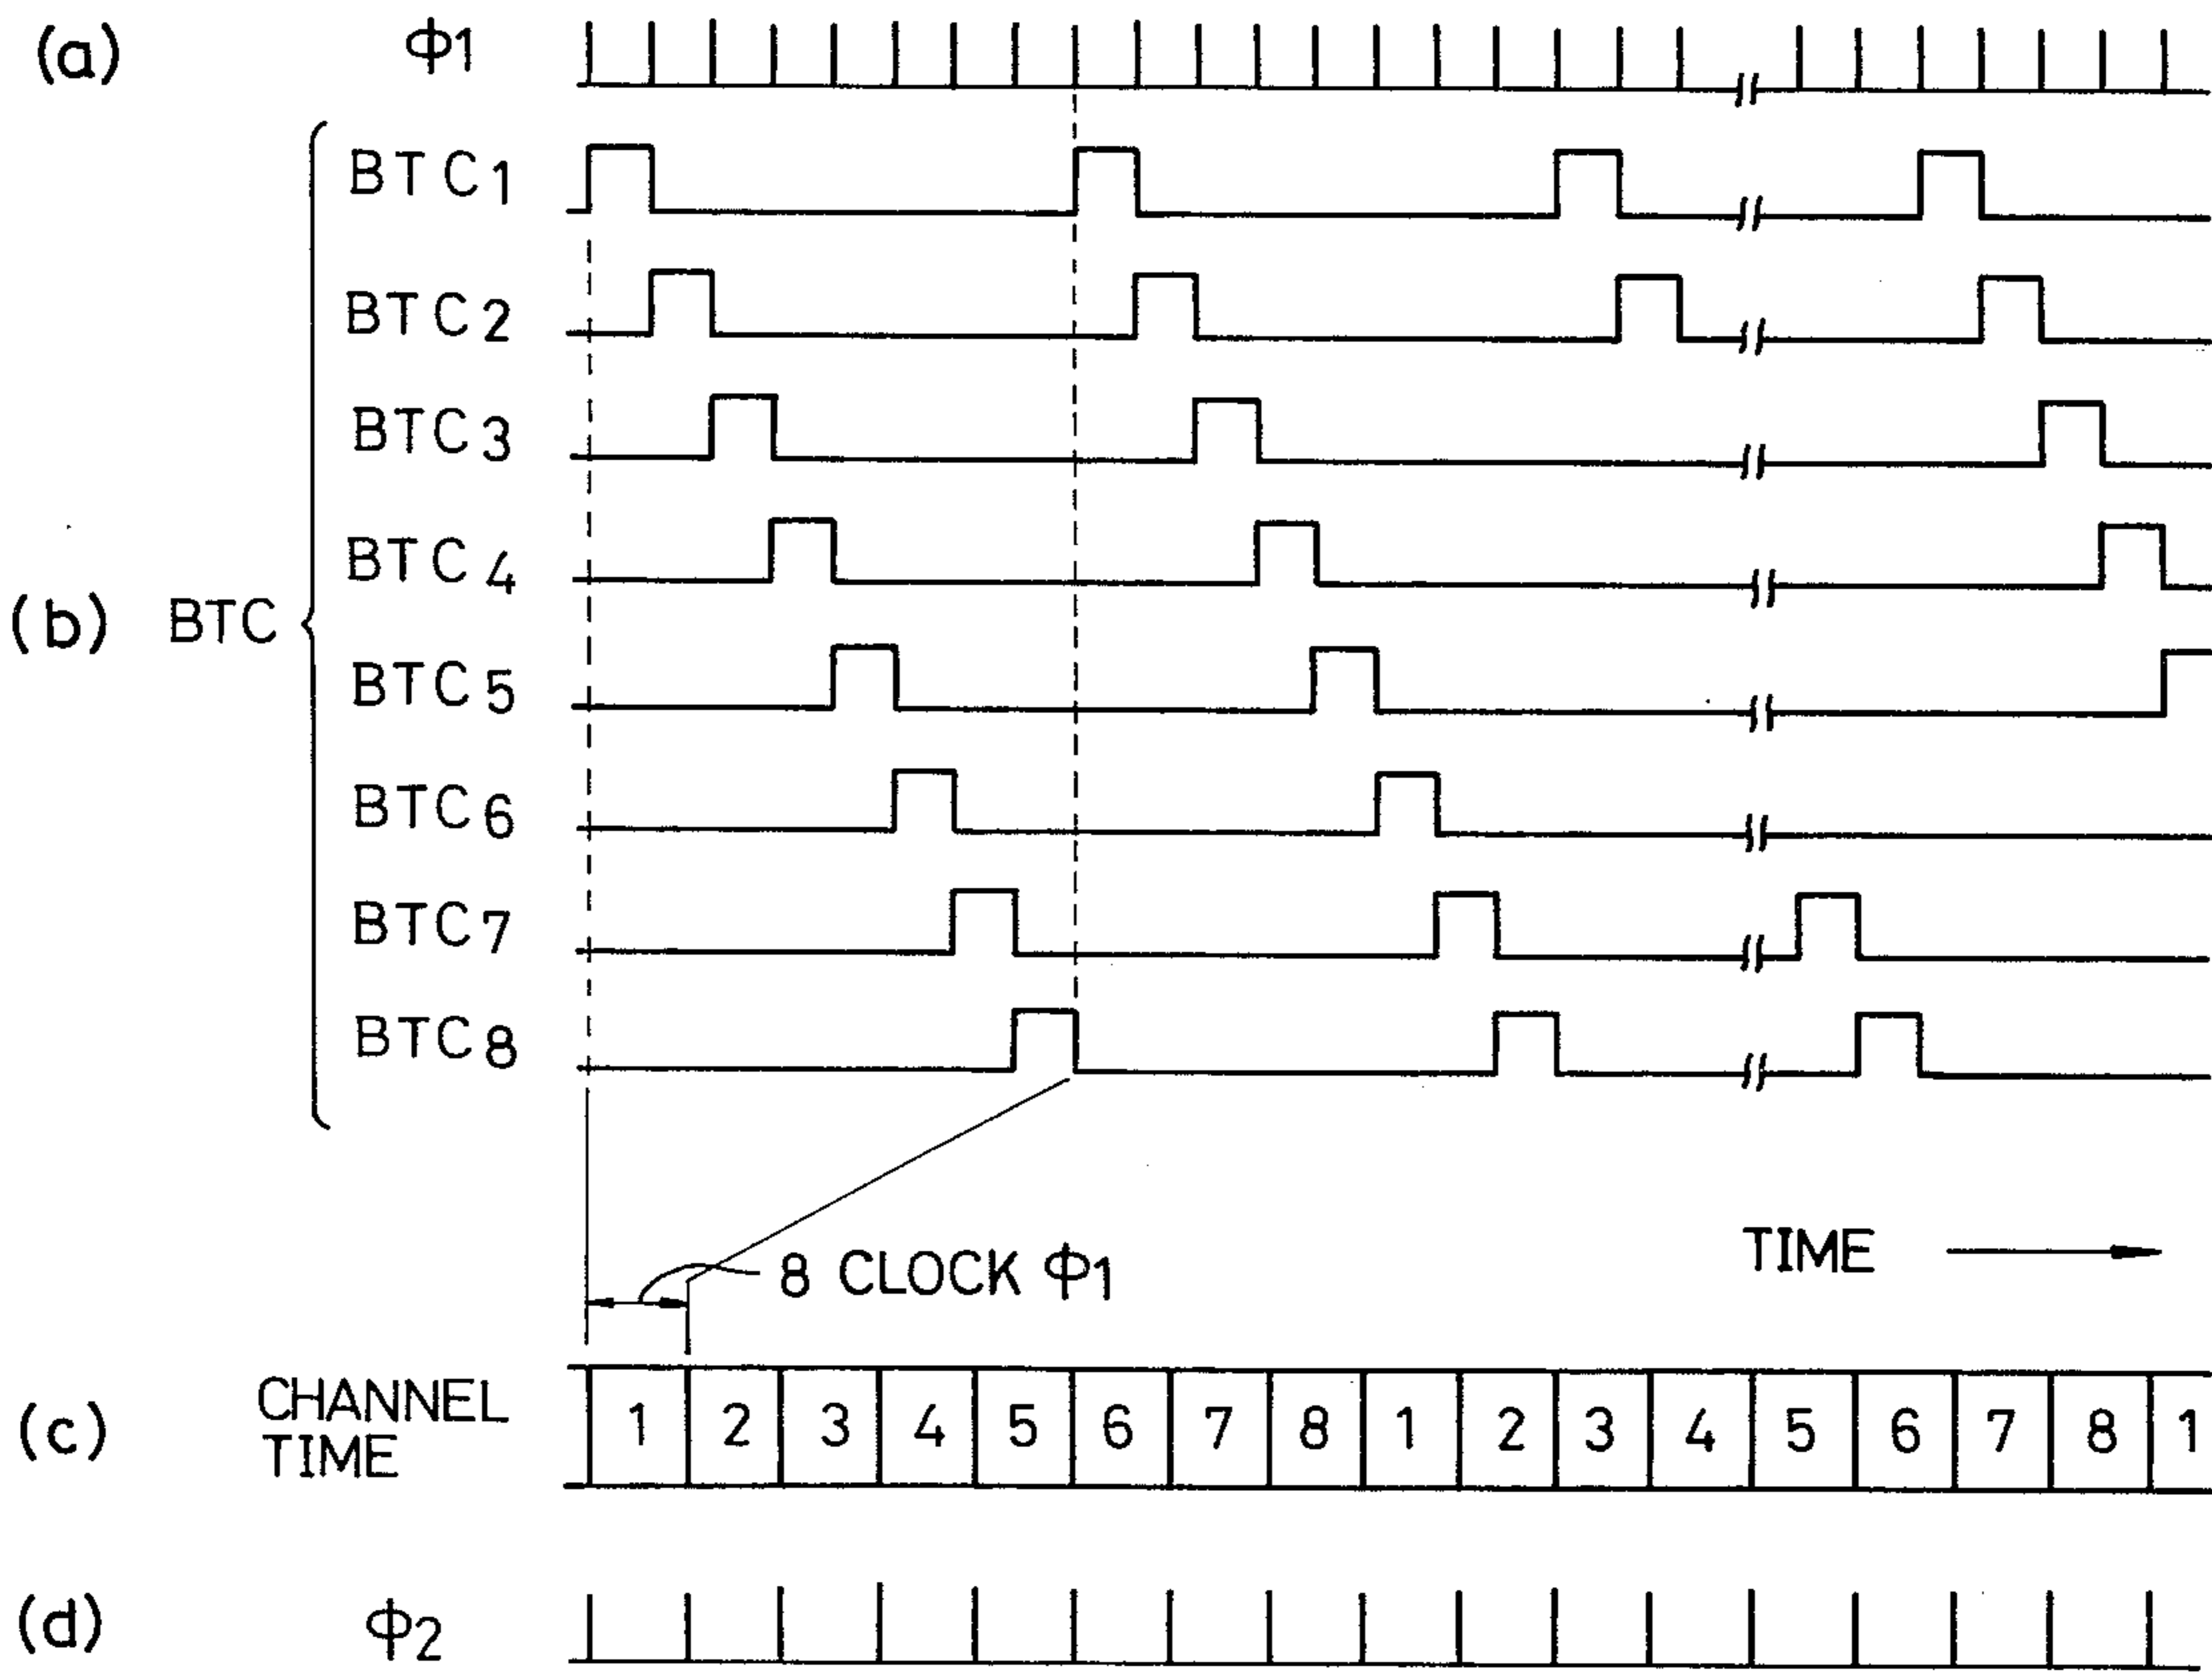 (a) Φ1
BTC1
BTC2
BTC3
BTC4
(b) BTC
BTC5
BTC6
BTC7
BTC8
TIME
8 CLOCK Φ1
(c) CHANNEL TIME 1 2 3 4 5 6 7 8 1 2 3 4 5 6 7 8 1
(d) Φ2